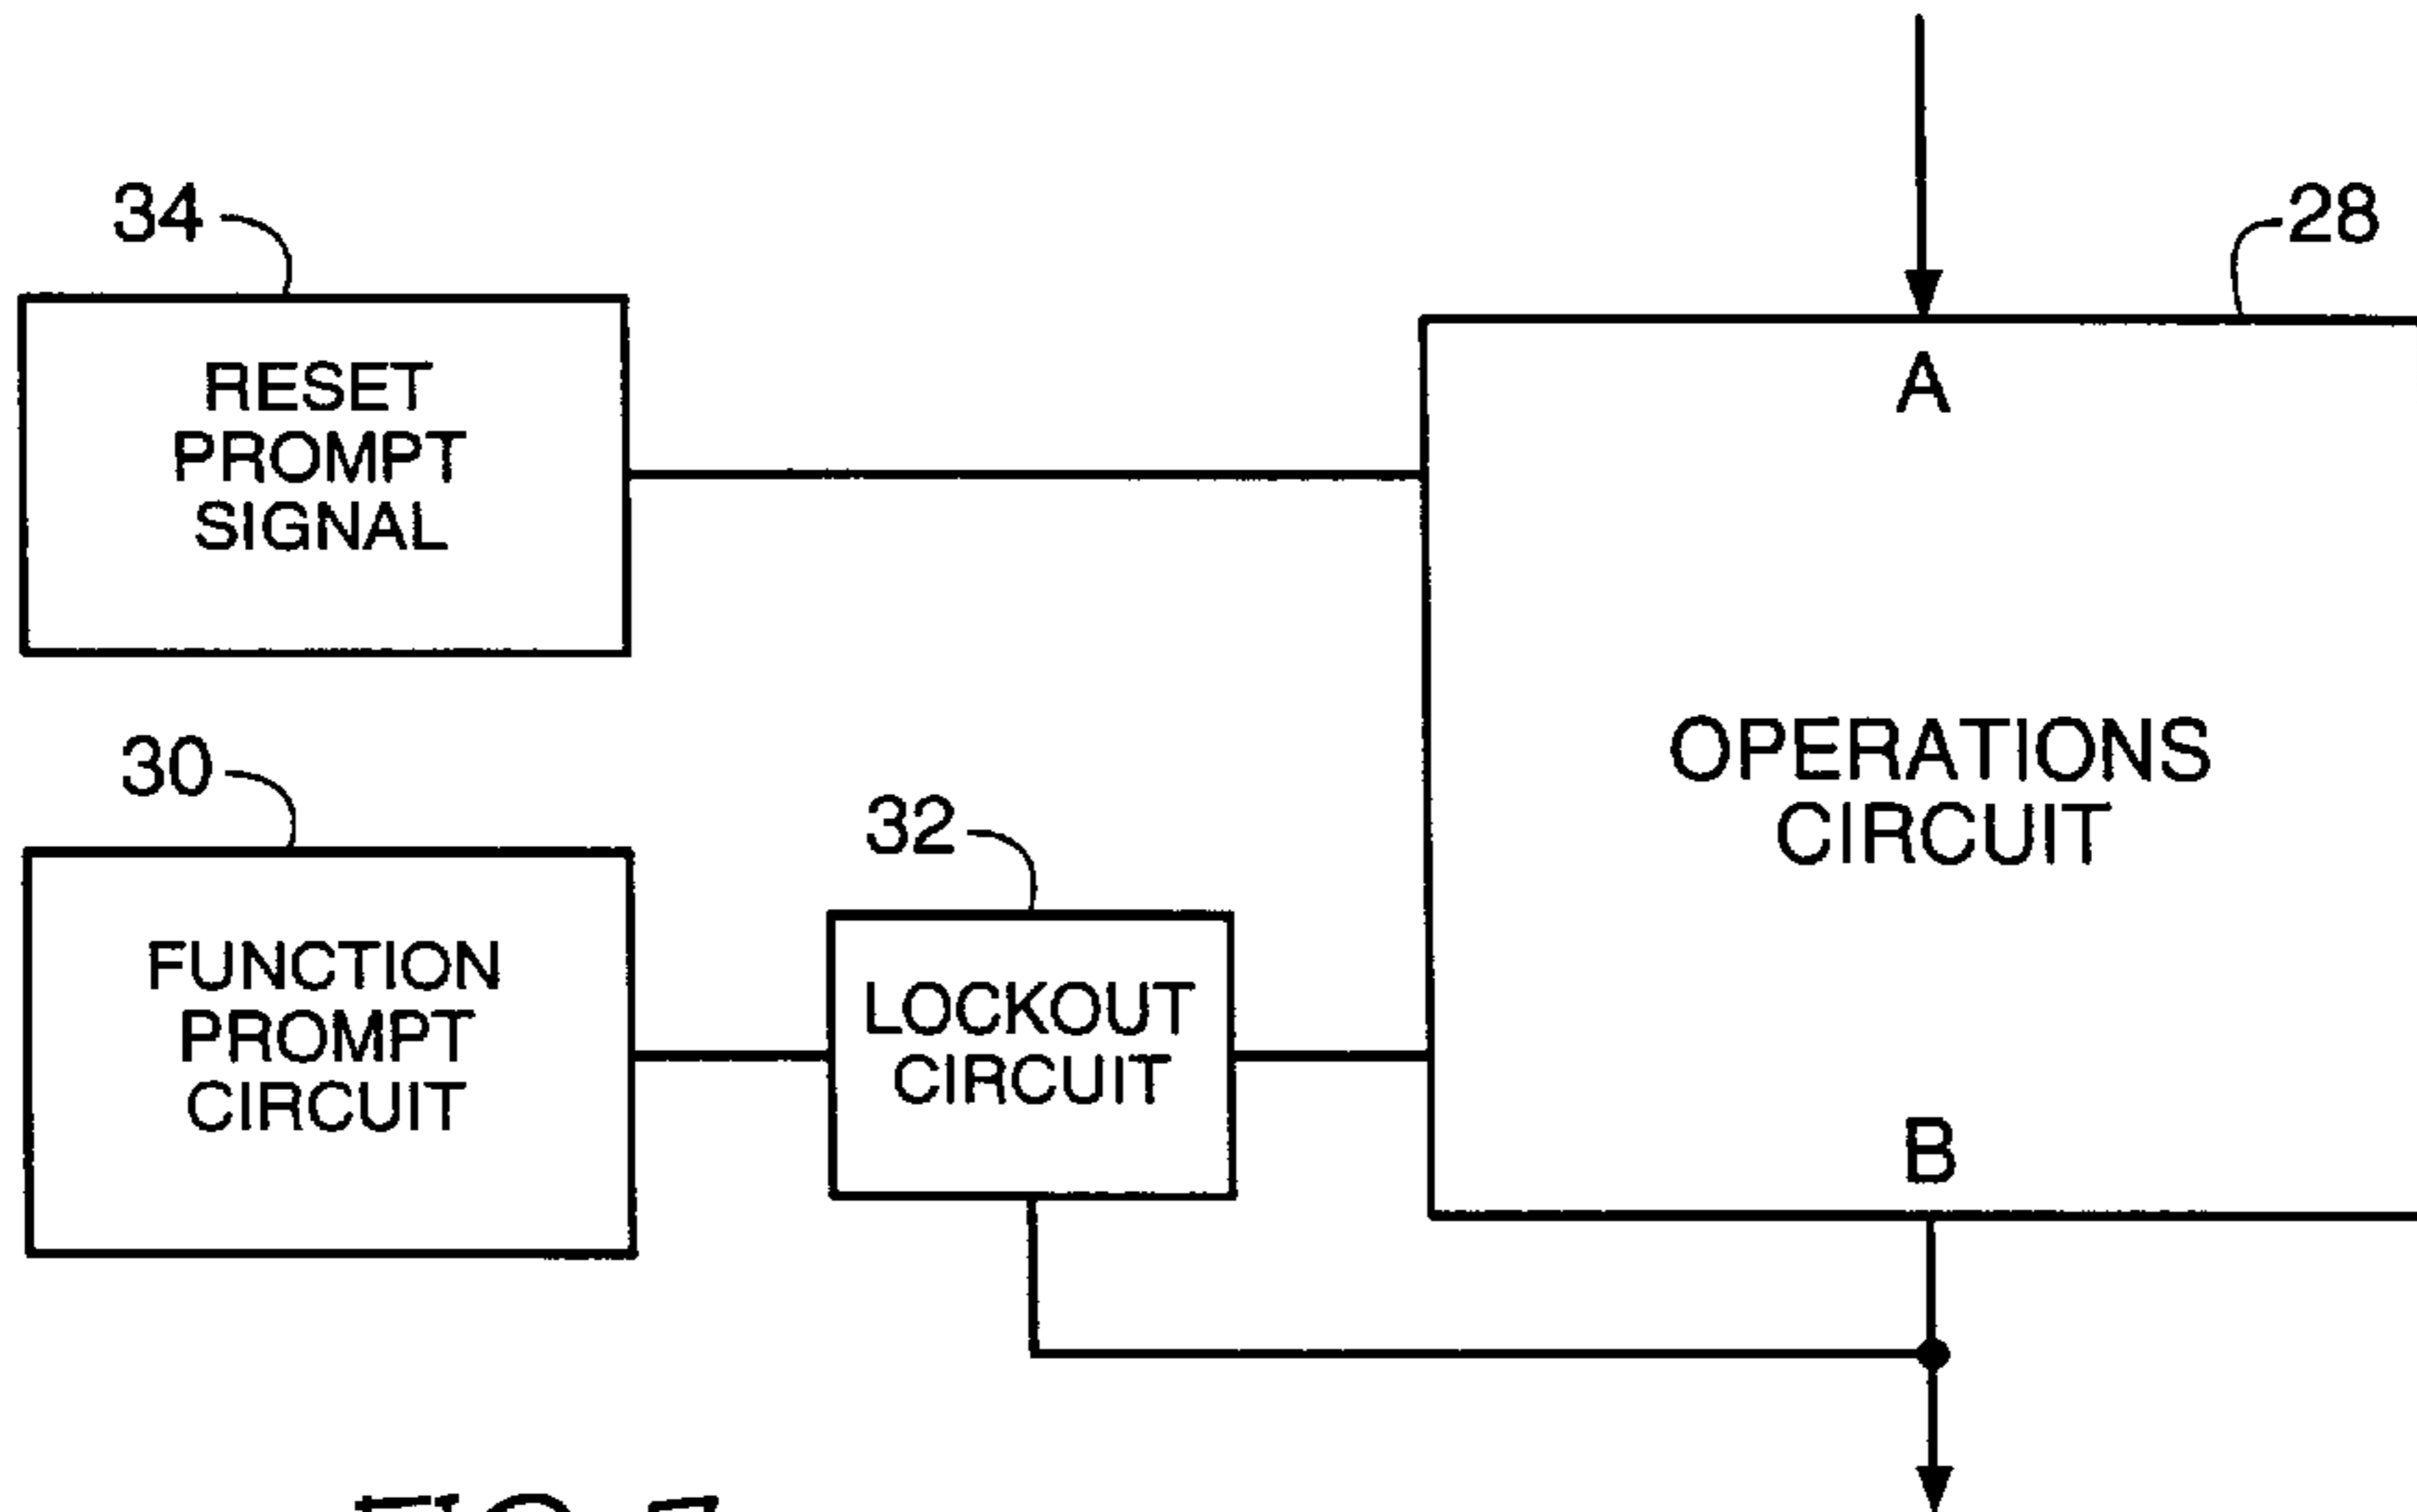 34
28
RESET
PROMPT
SIGNAL
A
OPERATIONS
CIRCUIT
30
32
FUNCTION
PROMPT
CIRCUIT
LOCKOUT
CIRCUIT
B